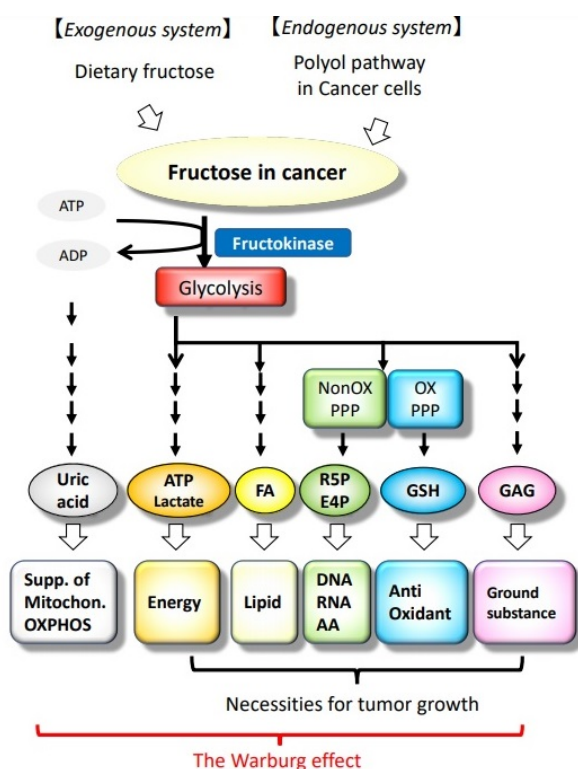 【Exogenous system】
Dietary fructose
【Endogenous system】
Polyol pathway
in Cancer cells
Fructose in cancer
ATP
ADP
Fructokinase
Glycolysis
NonOX
PPP
OX
PPP
Uric
acid
ATP
Lactate
FA
R5P
E4P
GSH
GAG
Supp. of
Mitochon.
OXPHOS
Energy
Lipid
DNA
RNA
AA
Anti
Oxidant
Ground
substance
Necessities for tumor growth
The Warburg effect